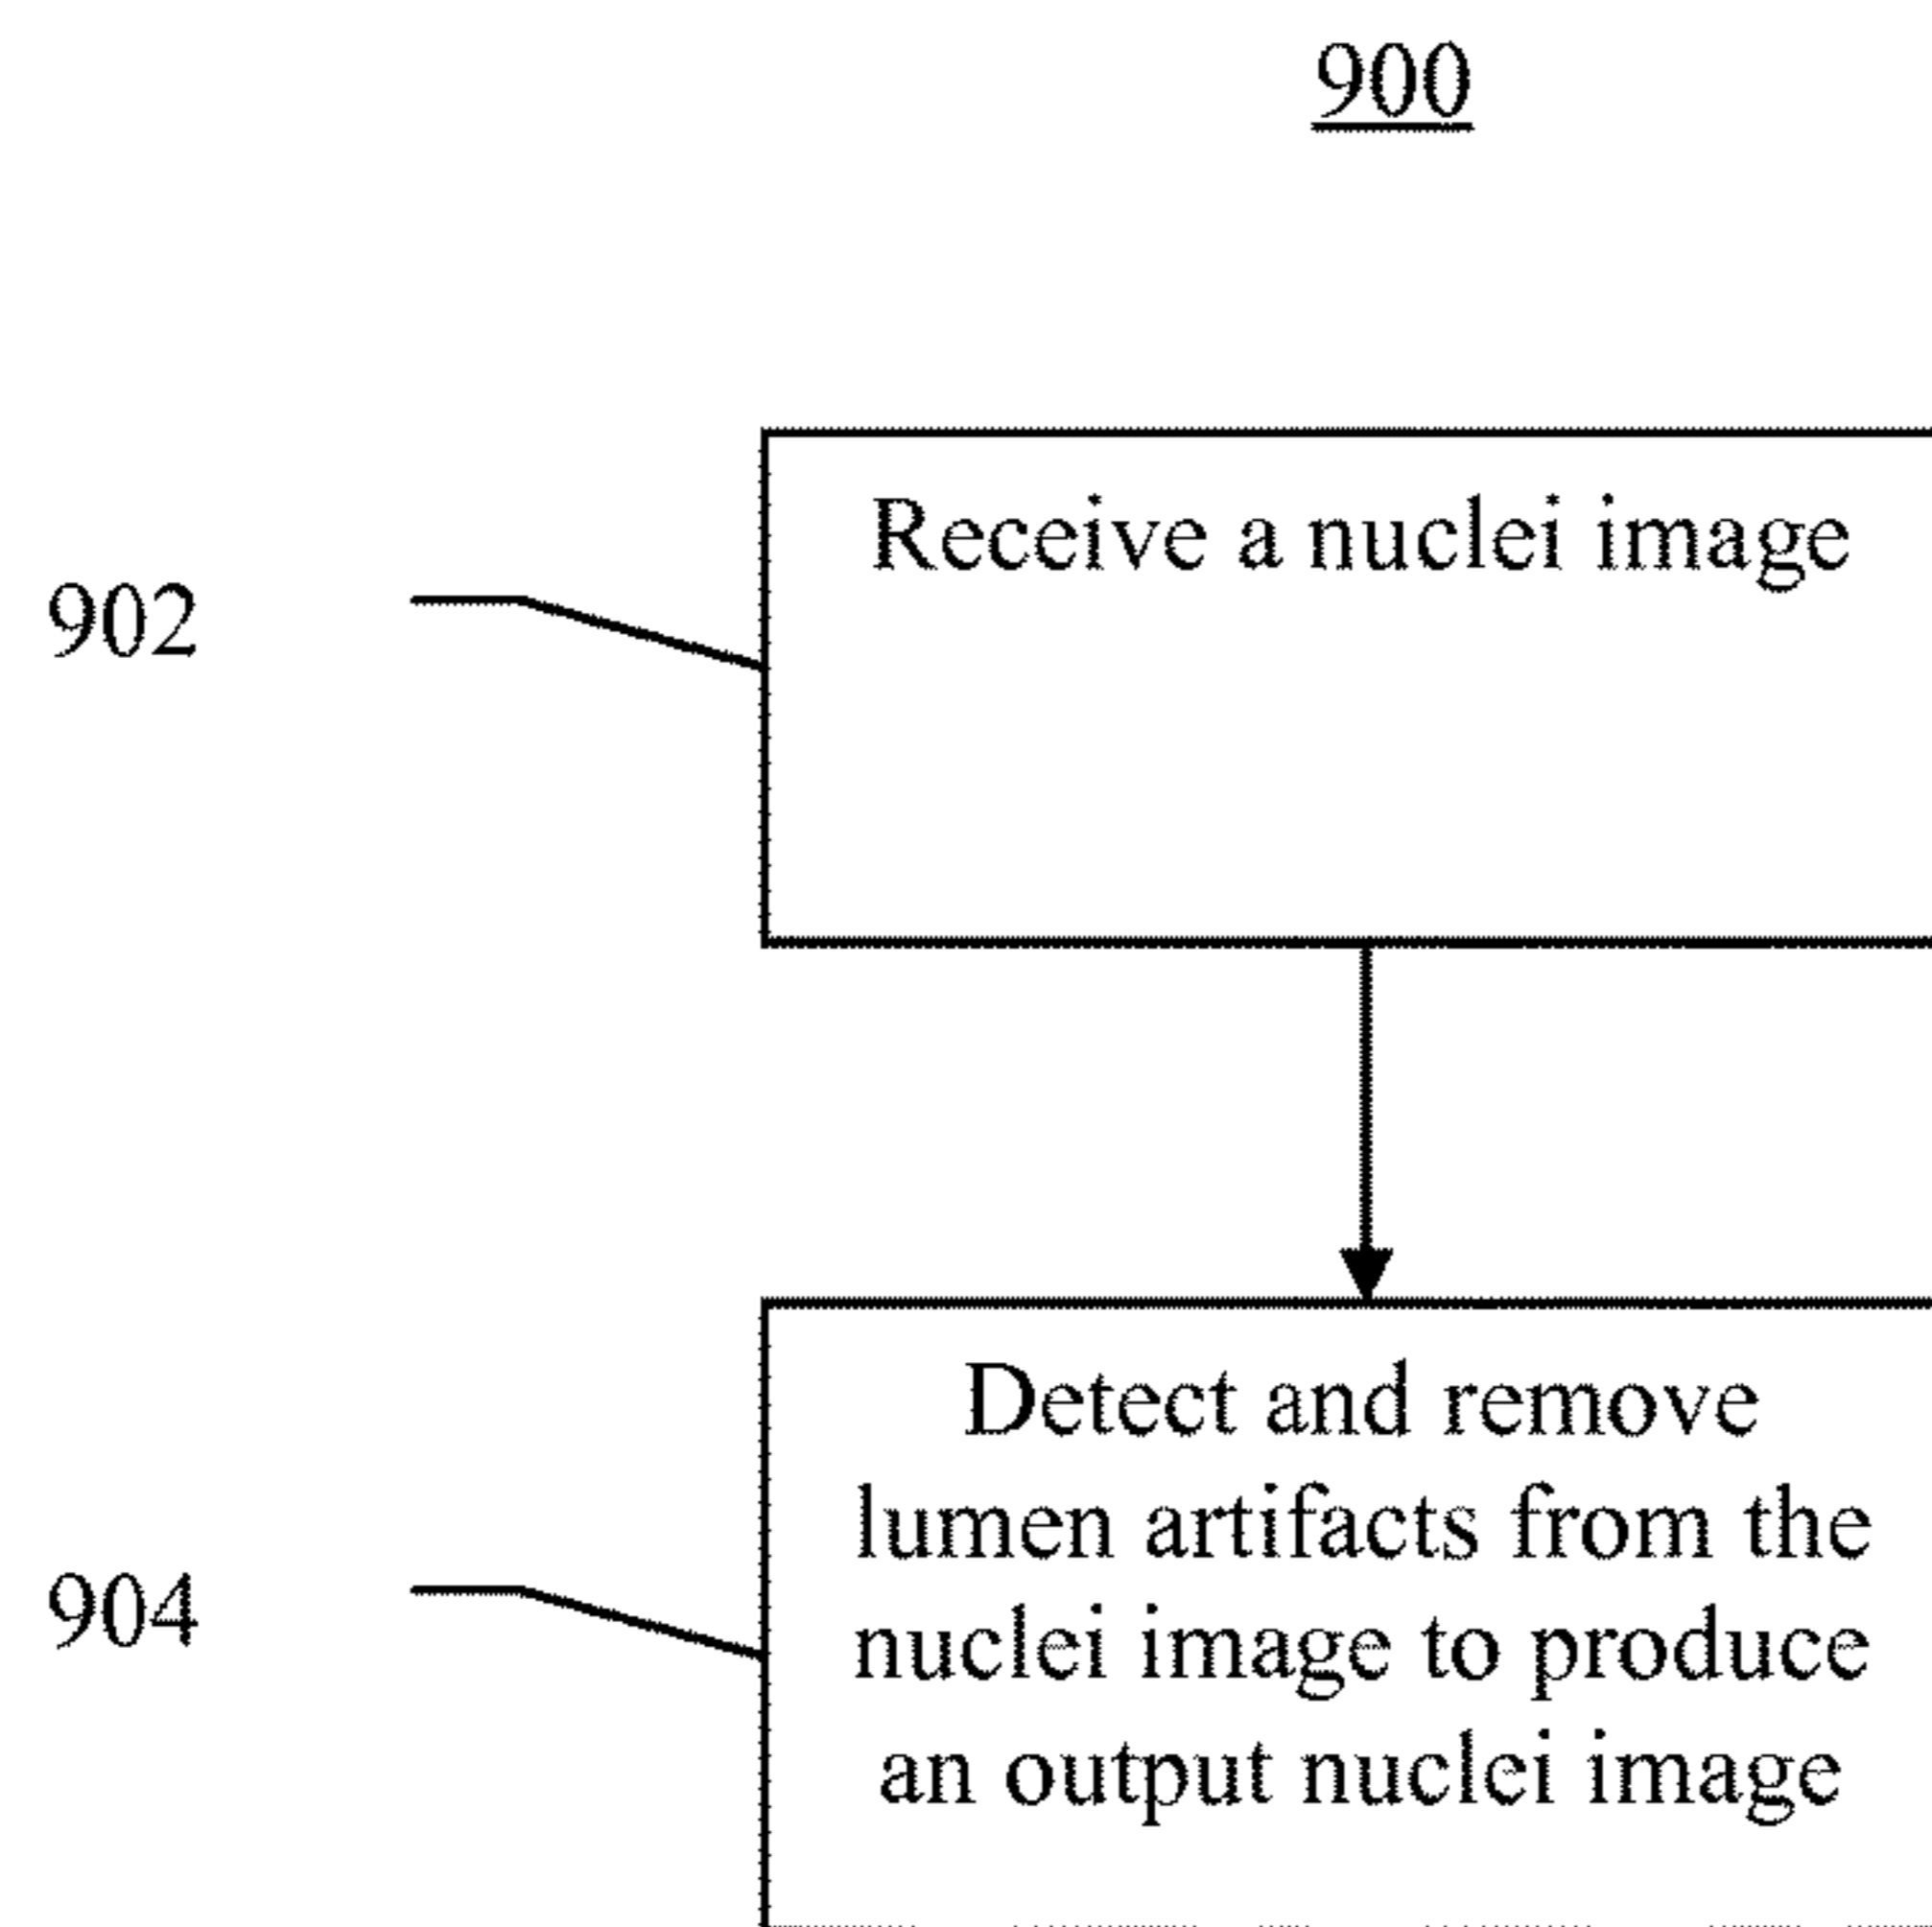 900
902
Receive a nuclei image
904
Detect and remove
lumen artifacts from the
nuclei image to produce
an output nuclei image